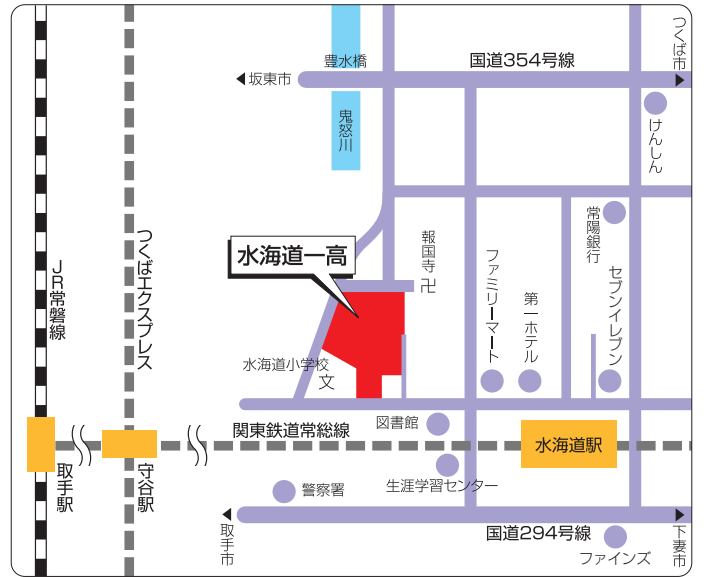 豊水橋
国道354号線
つくば市
坂東市
鬼怒川
けんしん
常陽銀行
報国寺
卍
水海道一高
つくばエクスプレス
JR常磐線
ファミリーマート
第一ホテル
セブンイレブン
水海道小学校
文
図書館
関東鉄道常総線
水海道駅
取手駅
守谷駅
生涯学習センター
警察署
取手市
国道294号線
下妻市
ファインズ